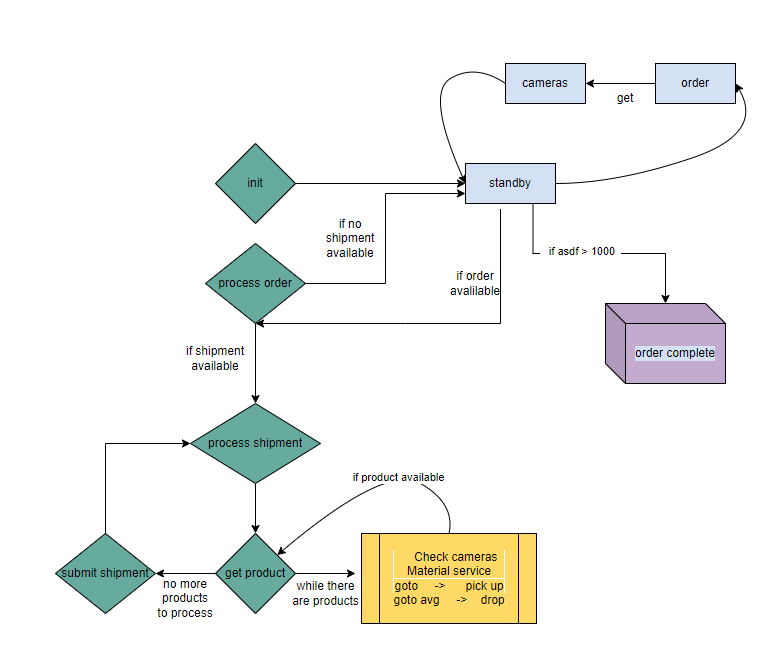 cameras
order
get
init
standby
if no
shipment
available
process order
if order
avalilable
if asdf > 1000
order complete
if shipment
available
process shipment
if product available
submit shipment
get product
no more
products
to process
while there
are products
Check cameras
Material service
goto -> pick up
goto avg -> drop